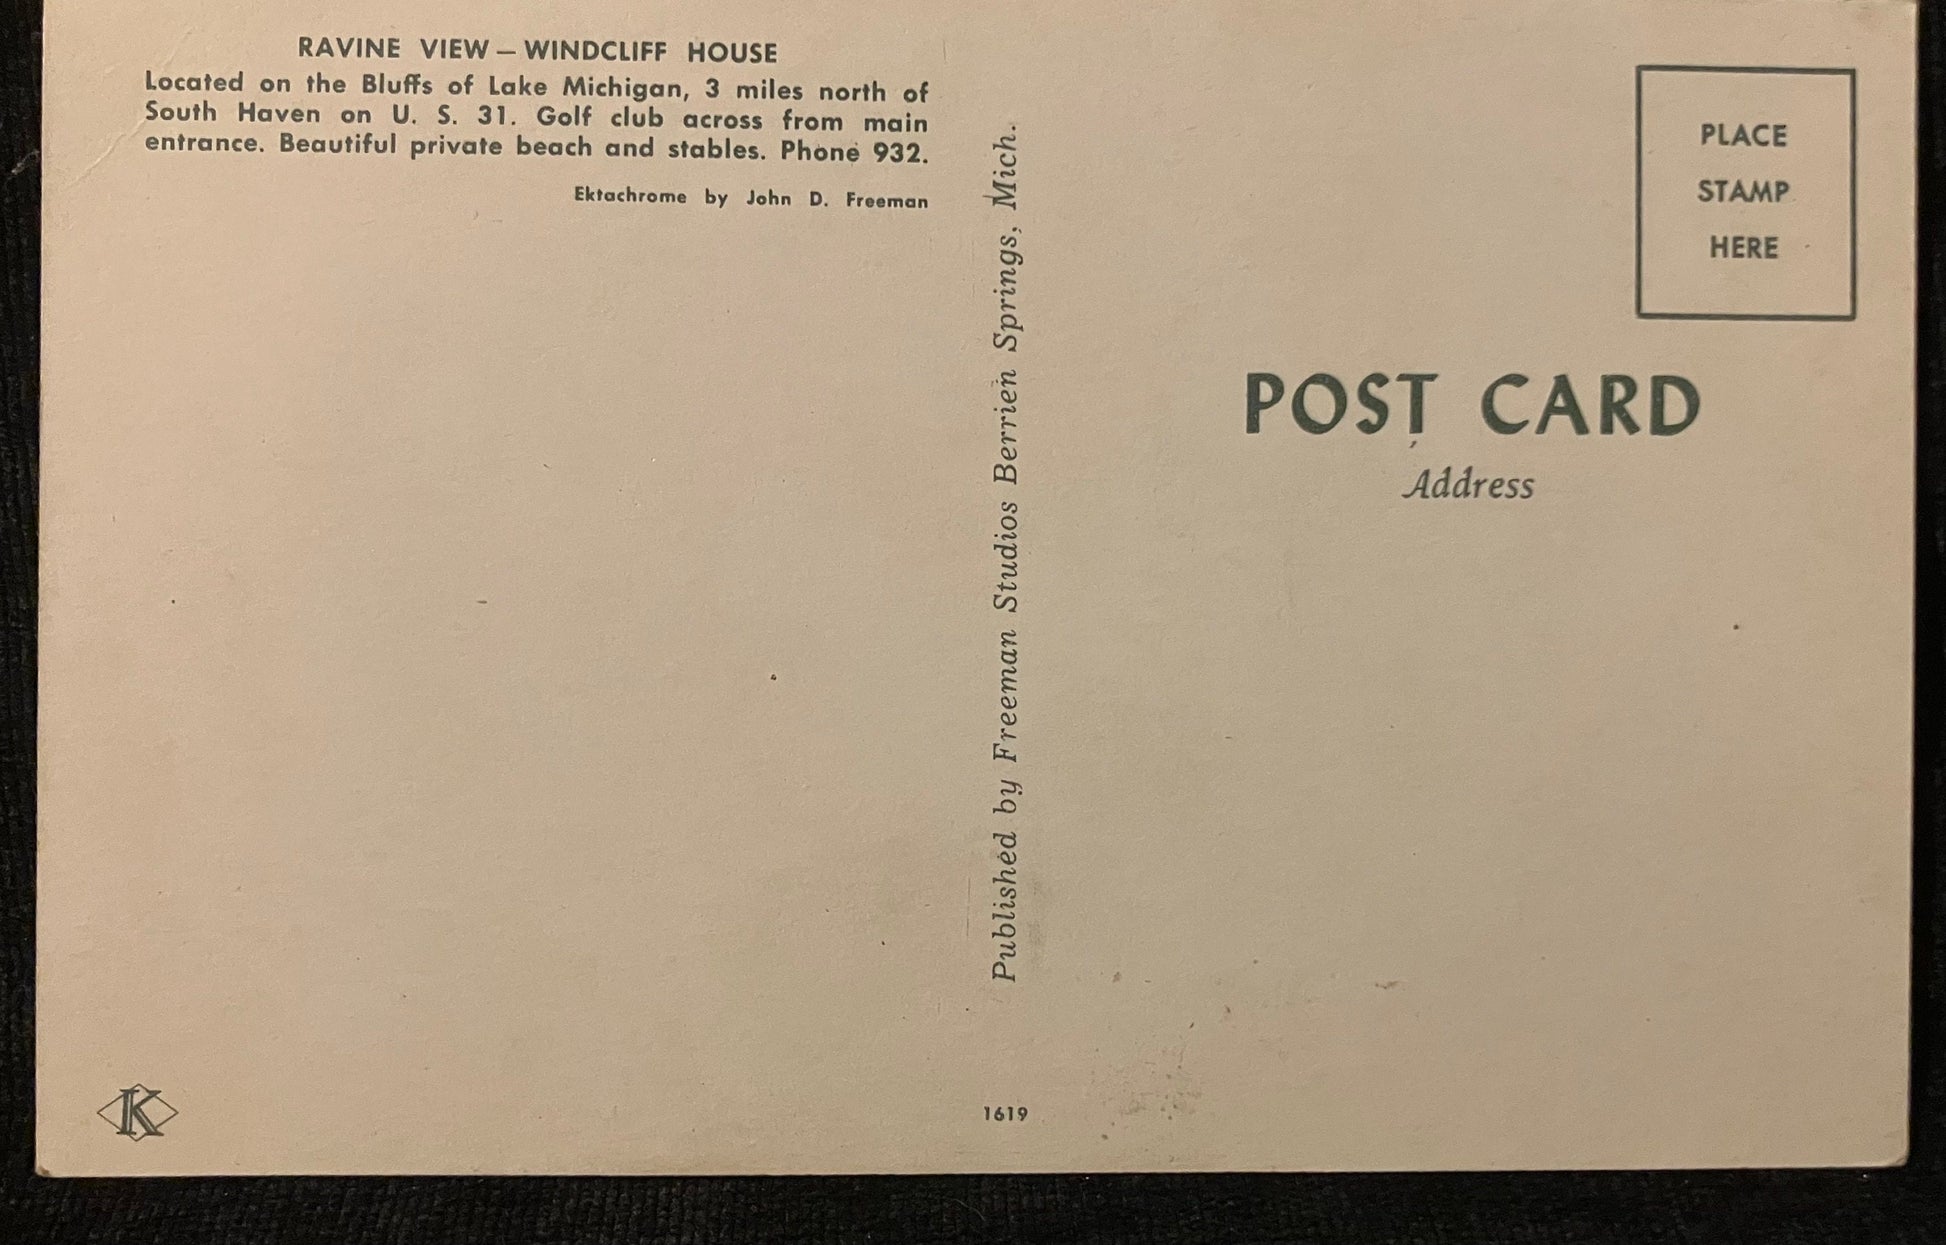 RAVINE VIEW — WINDCLIFF HOUSE
Located on the Bluffs of Lake Michigan, 3 miles north of
South Haven on U. S. 31. Golf club across from main
entrance. Beautiful private beach and stables. Phone 932.
Ektachrome by John D. Freeman
Published by Freeman Studios Berrien Springs, Mich.
PLACE
STAMP
HERE
POST CARD
Address
K
1619